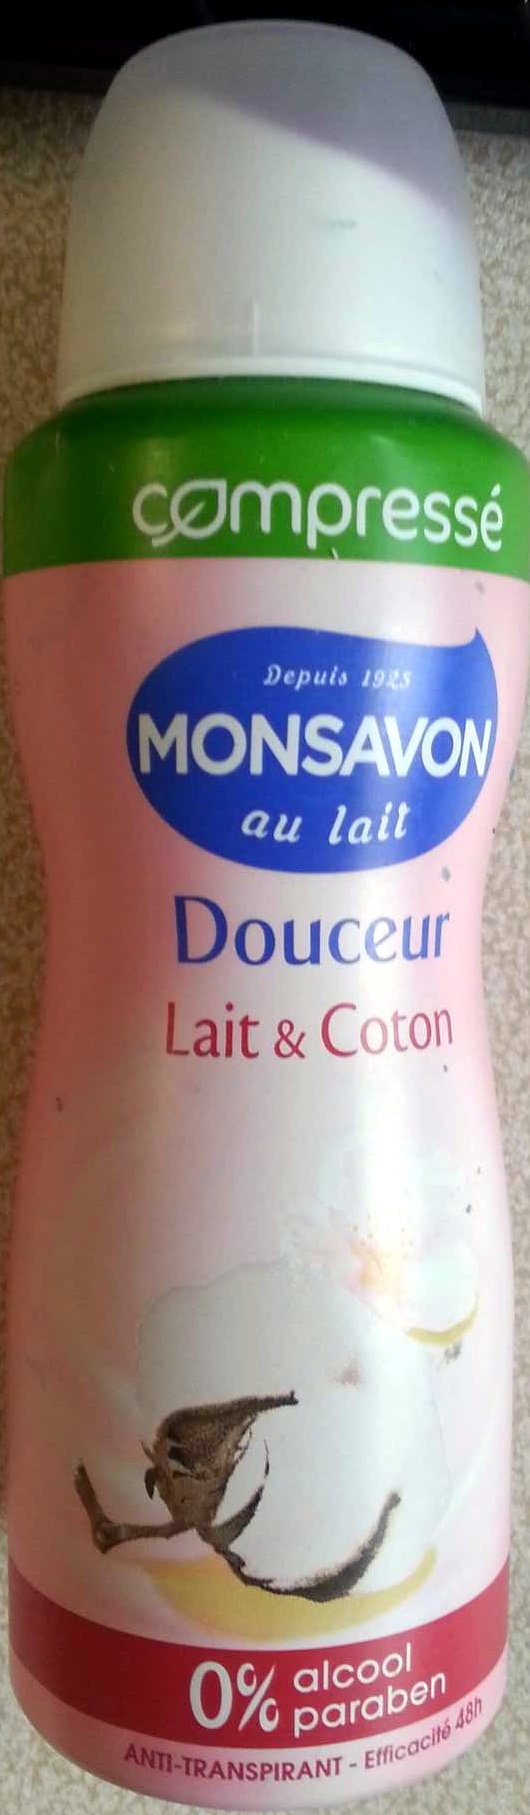 compressé
Depuis 1925
MONSAVON
au lait
Douceur
Lait & Coton
0% alcool
paraben
ANTI-TRANSPIRANT - Efficacité 48h